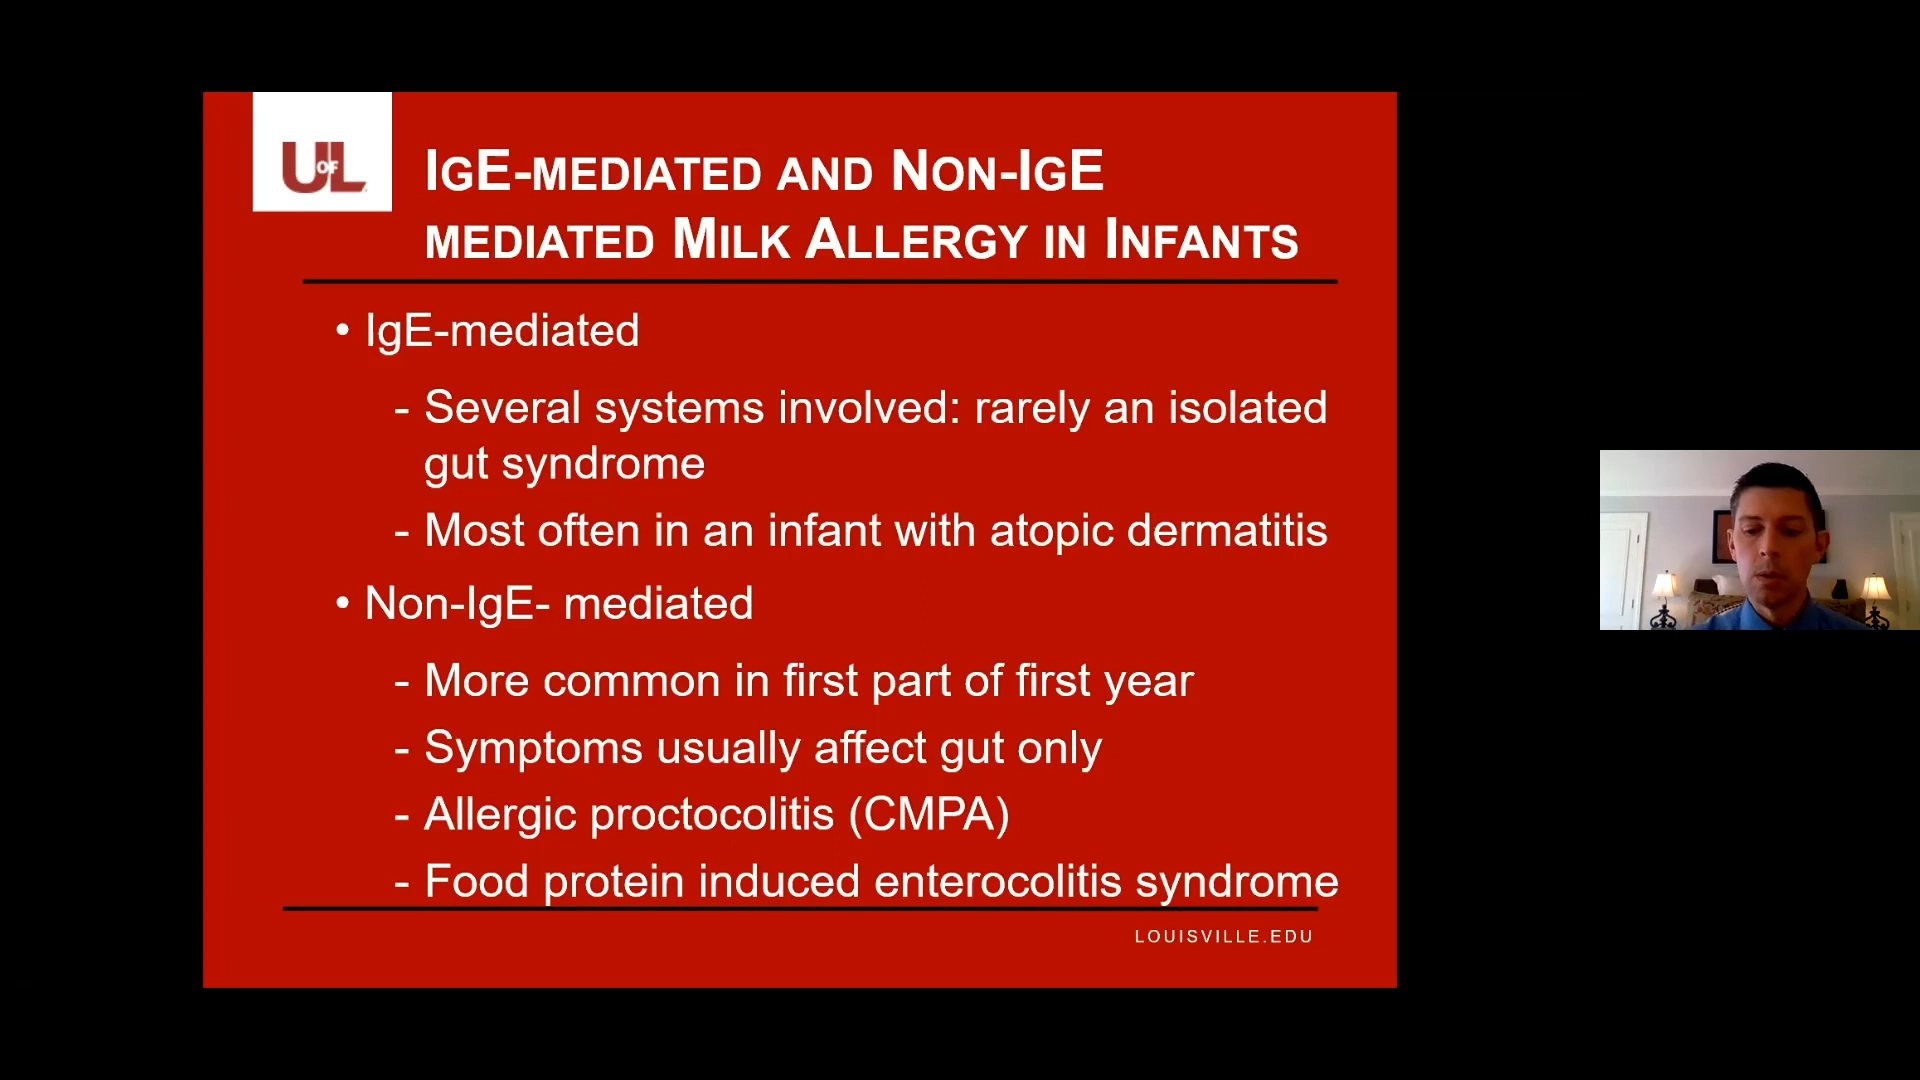 UofL
IgE-mediated and Non-IgE
mediated Milk Allergy in Infants
• IgE-mediated
- Several systems involved: rarely an isolated
gut syndrome
- Most often in an infant with atopic dermatitis
• Non-IgE- mediated
- More common in first part of first year
- Symptoms usually affect gut only
- Allergic proctocolitis (CMPA)
- Food protein induced enterocolitis syndrome
LOUISVILLE.EDU